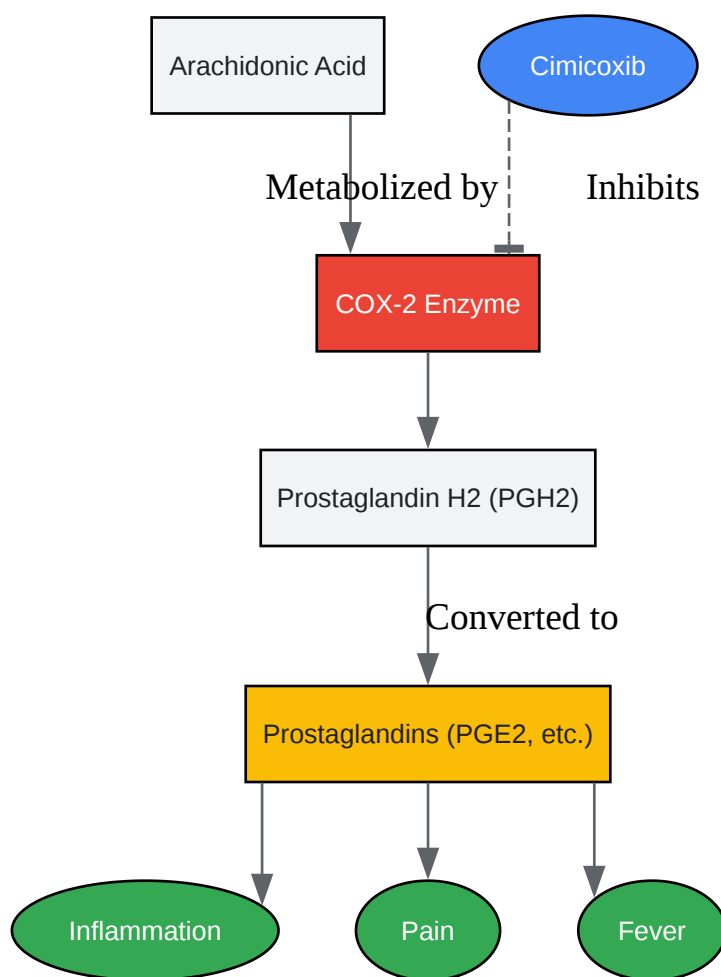 Arachidonic Acid
Cimicoxib
Metabolized by
Inhibits
COX-2 Enzyme
Prostaglandin H2 (PGH2)
Converted to
Prostaglandins (PGE2, etc.)
Inflammation
Pain
Fever